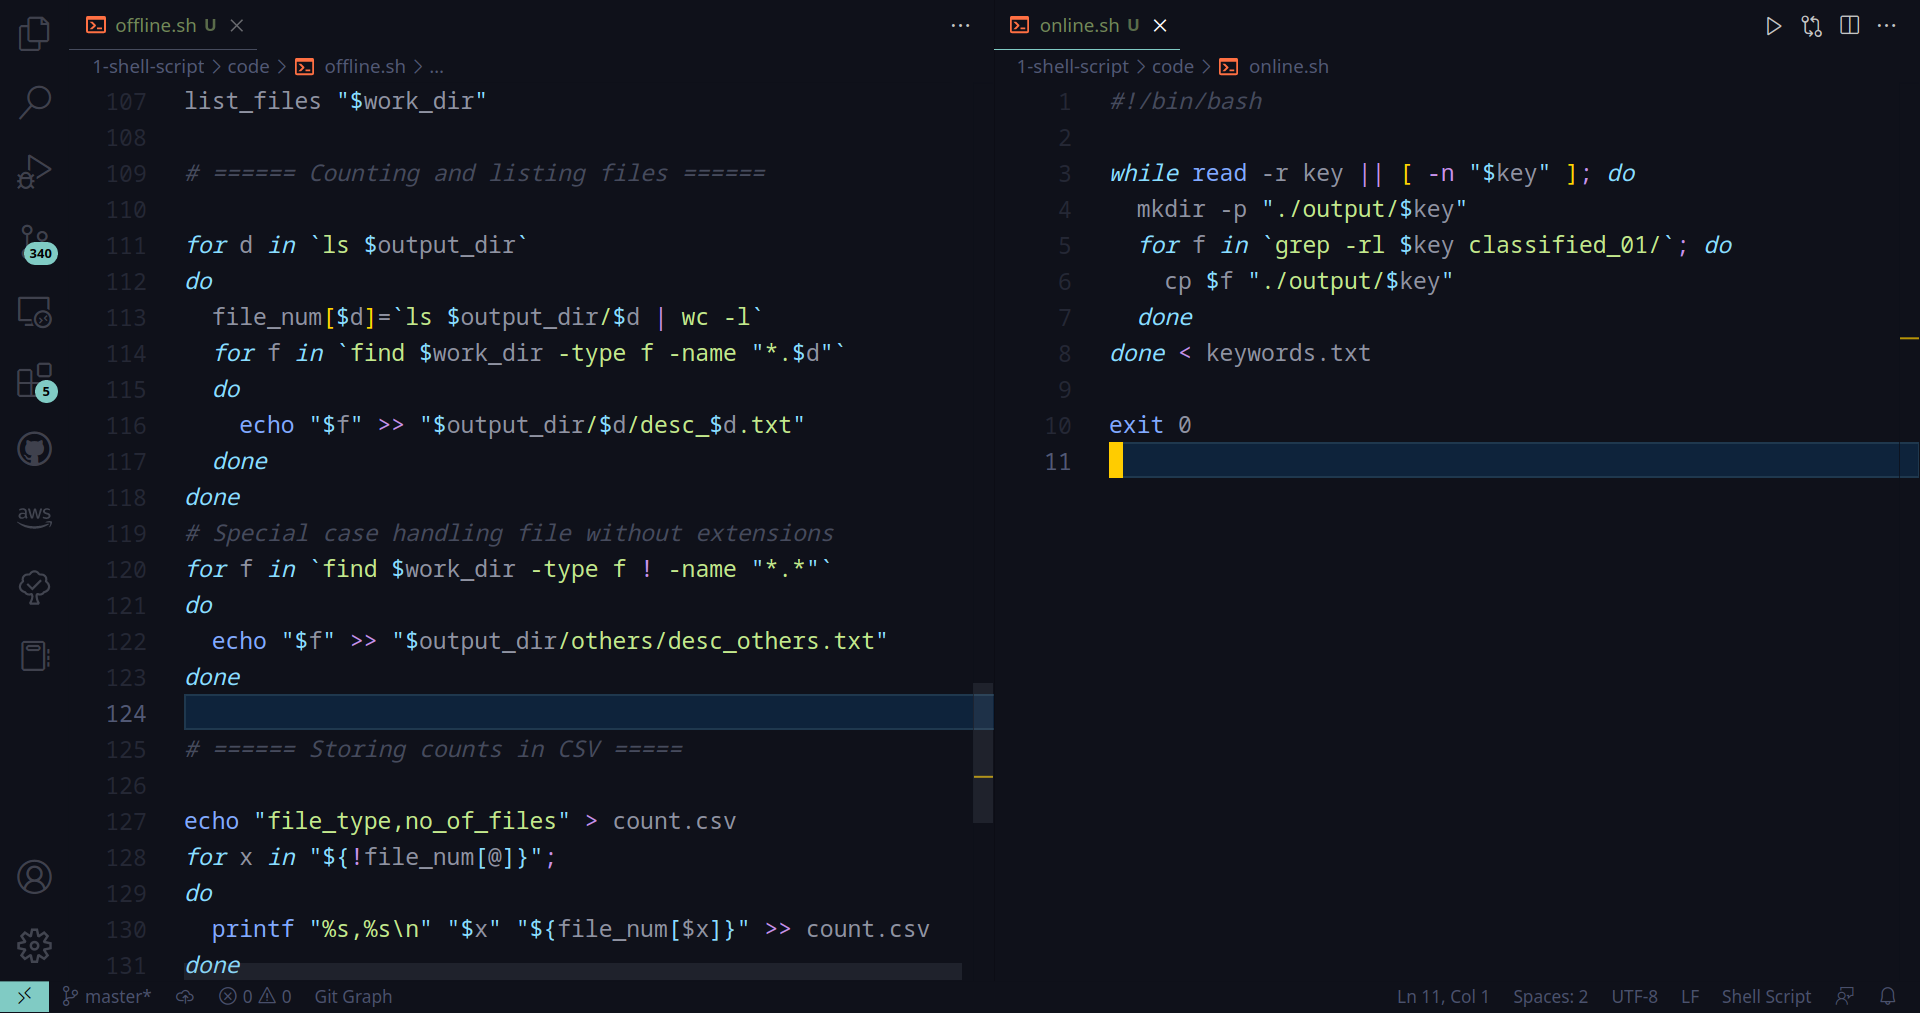 offline.sh U
1-shell-script > code > offline.sh > ...
107 list_files "$work_dir"
108
109 # ====== Counting and listing files ======
110
111 for d in `ls $output_dir`
112 do
113   file_num[$d]=`ls $output_dir/$d | wc -l`
114   for f in `find $work_dir -type f -name "*.$d"`
115   do
116     echo "$f" >> "$output_dir/$d/desc_$d.txt"
117   done
118 done
119 # Special case handling file without extensions
120 for f in `find $work_dir -type f ! -name "*.*"`
121 do
122   echo "$f" >> "$output_dir/others/desc_others.txt"
123 done
124
125 # ====== Storing counts in CSV =====
126
127 echo "file_type,no_of_files" > count.csv
128 for x in "${!file_num[@]}";
129 do
130   printf "%s,%s\n" "$x" "${file_num[$x]}" >> count.csv
131 done
online.sh U
1-shell-script > code > online.sh
1 #!/bin/bash
2
3 while read -r key || [ -n "$key" ]; do
4   mkdir -p "./output/$key"
5   for f in `grep -rl $key classified_01/`; do
6     cp $f "./output/$key"
7   done
8 done < keywords.txt
9
10 exit 0
11
340
5
aws
master*
0
0
Git Graph
Ln 11, Col 1
Spaces: 2
UTF-8
LF
Shell Script